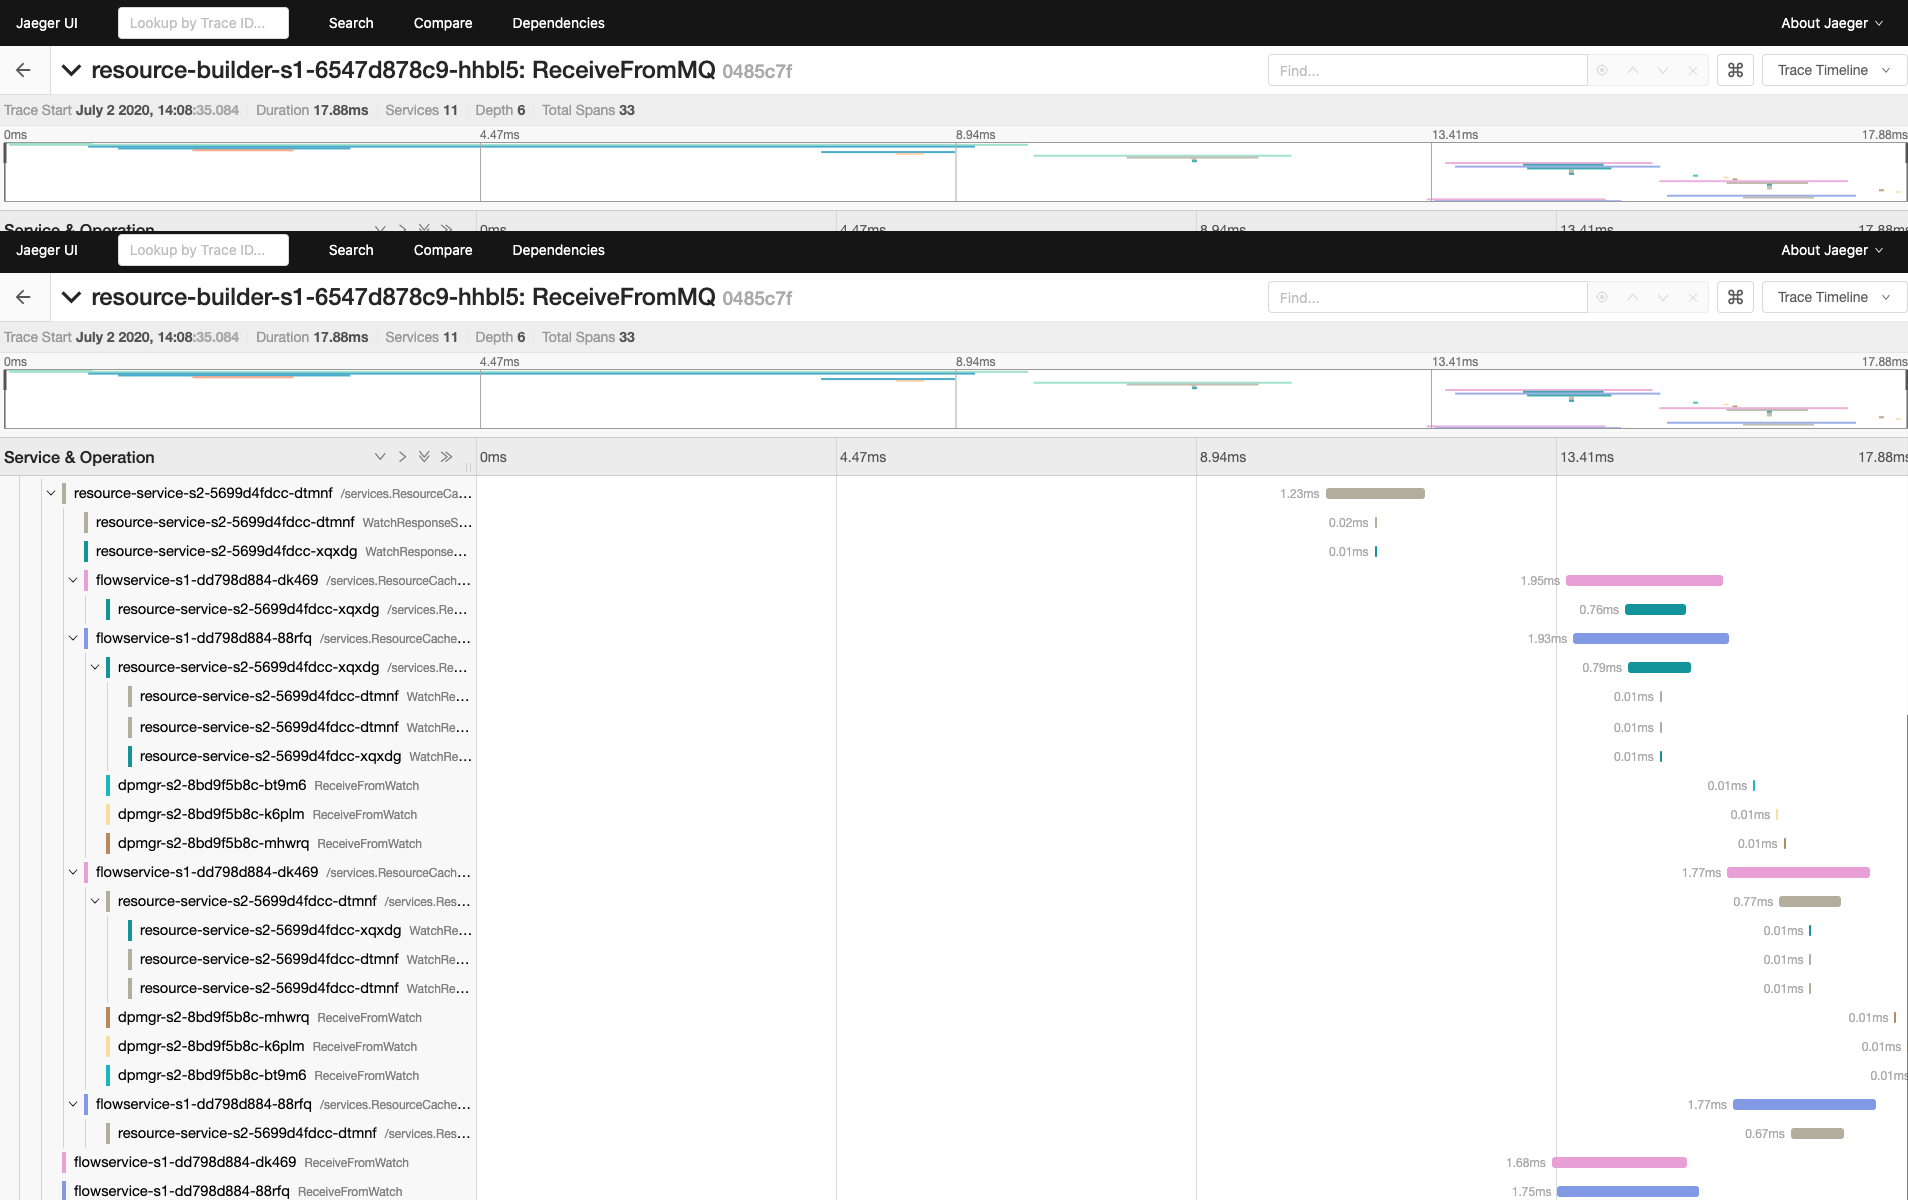 Jaeger UI Lookup by Trace ID... Search Compare Dependencies About Jaeger
resource-builder-s1-6547d878c9-hhbl5: ReceiveFromMQ 0485c7f Find... Trace Timeline
Trace Start July 2 2020, 14:08:35.084 Duration 17.88ms Services 11 Depth 6 Total Spans 33
0ms 4.47ms 8.94ms 13.41ms 17.88ms
Service & Operation 0ms 4.47ms 8.94ms 13.41ms 17.88ms
Jaeger UI Lookup by Trace ID... Search Compare Dependencies About Jaeger
resource-builder-s1-6547d878c9-hhbl5: ReceiveFromMQ 0485c7f Find... Trace Timeline
Trace Start July 2 2020, 14:08:35.084 Duration 17.88ms Services 11 Depth 6 Total Spans 33
0ms 4.47ms 8.94ms 13.41ms 17.88ms
Service & Operation 0ms 4.47ms 8.94ms 13.41ms 17.88ms
resource-service-s2-5699d4fdcc-dtmnf /services.ResourceCa... 1.23ms
resource-service-s2-5699d4fdcc-dtmnf WatchResponseS... 0.02ms
resource-service-s2-5699d4fdcc-xqxdg WatchResponse... 0.01ms
flowservice-s1-dd798d884-dk469 /services.ResourceCach... 1.95ms
resource-service-s2-5699d4fdcc-xqxdg /services.Re... 0.76ms
flowservice-s1-dd798d884-88rfq /services.ResourceCache... 1.93ms
resource-service-s2-5699d4fdcc-xqxdg /services.Re... 0.79ms
resource-service-s2-5699d4fdcc-dtmnf WatchRe... 0.01ms
resource-service-s2-5699d4fdcc-dtmnf WatchRe... 0.01ms
resource-service-s2-5699d4fdcc-xqxdg WatchRe... 0.01ms
dpmgr-s2-8bd9f5b8c-bt9m6 ReceiveFromWatch 0.01ms
dpmgr-s2-8bd9f5b8c-k6plm ReceiveFromWatch 0.01ms
dpmgr-s2-8bd9f5b8c-mhwrq ReceiveFromWatch 0.01ms
flowservice-s1-dd798d884-dk469 /services.ResourceCach... 1.77ms
resource-service-s2-5699d4fdcc-dtmnf /services.Res... 0.77ms
resource-service-s2-5699d4fdcc-xqxdg WatchRe... 0.01ms
resource-service-s2-5699d4fdcc-dtmnf WatchRe... 0.01ms
resource-service-s2-5699d4fdcc-dtmnf WatchRe... 0.01ms
dpmgr-s2-8bd9f5b8c-mhwrq ReceiveFromWatch 0.01ms
dpmgr-s2-8bd9f5b8c-k6plm ReceiveFromWatch 0.01ms
dpmgr-s2-8bd9f5b8c-bt9m6 ReceiveFromWatch 0.01ms
flowservice-s1-dd798d884-88rfq /services.ResourceCache... 1.77ms
resource-service-s2-5699d4fdcc-dtmnf /services.Res... 0.67ms
flowservice-s1-dd798d884-dk469 ReceiveFromWatch 1.68ms
flowservice-s1-dd798d884-88rfq ReceiveFromWatch 1.75ms